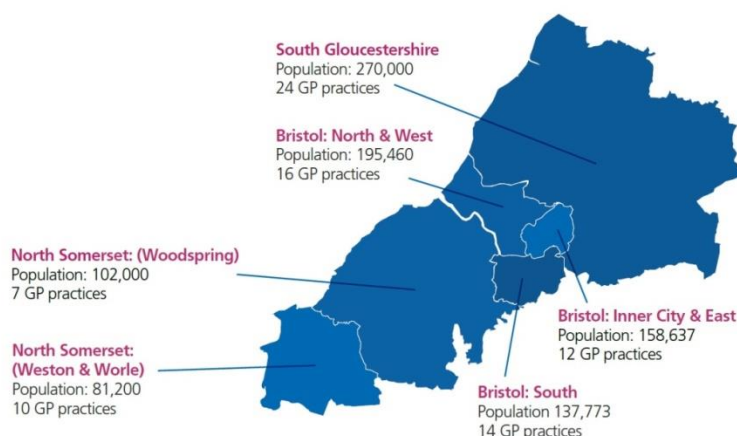 South Gloucestershire
Population: 270,000
24 GP practices
Bristol: North & West
Population: 195,460
16 GP practices
North Somerset: (Woodspring)
Population: 102,000
7 GP practices
North Somerset:
(Weston & Worle)
Population: 81,200
10 GP practices
Bristol: Inner City & East
Population: 158,637
12 GP practices
Bristol: South
Population 137,773
14 GP practices